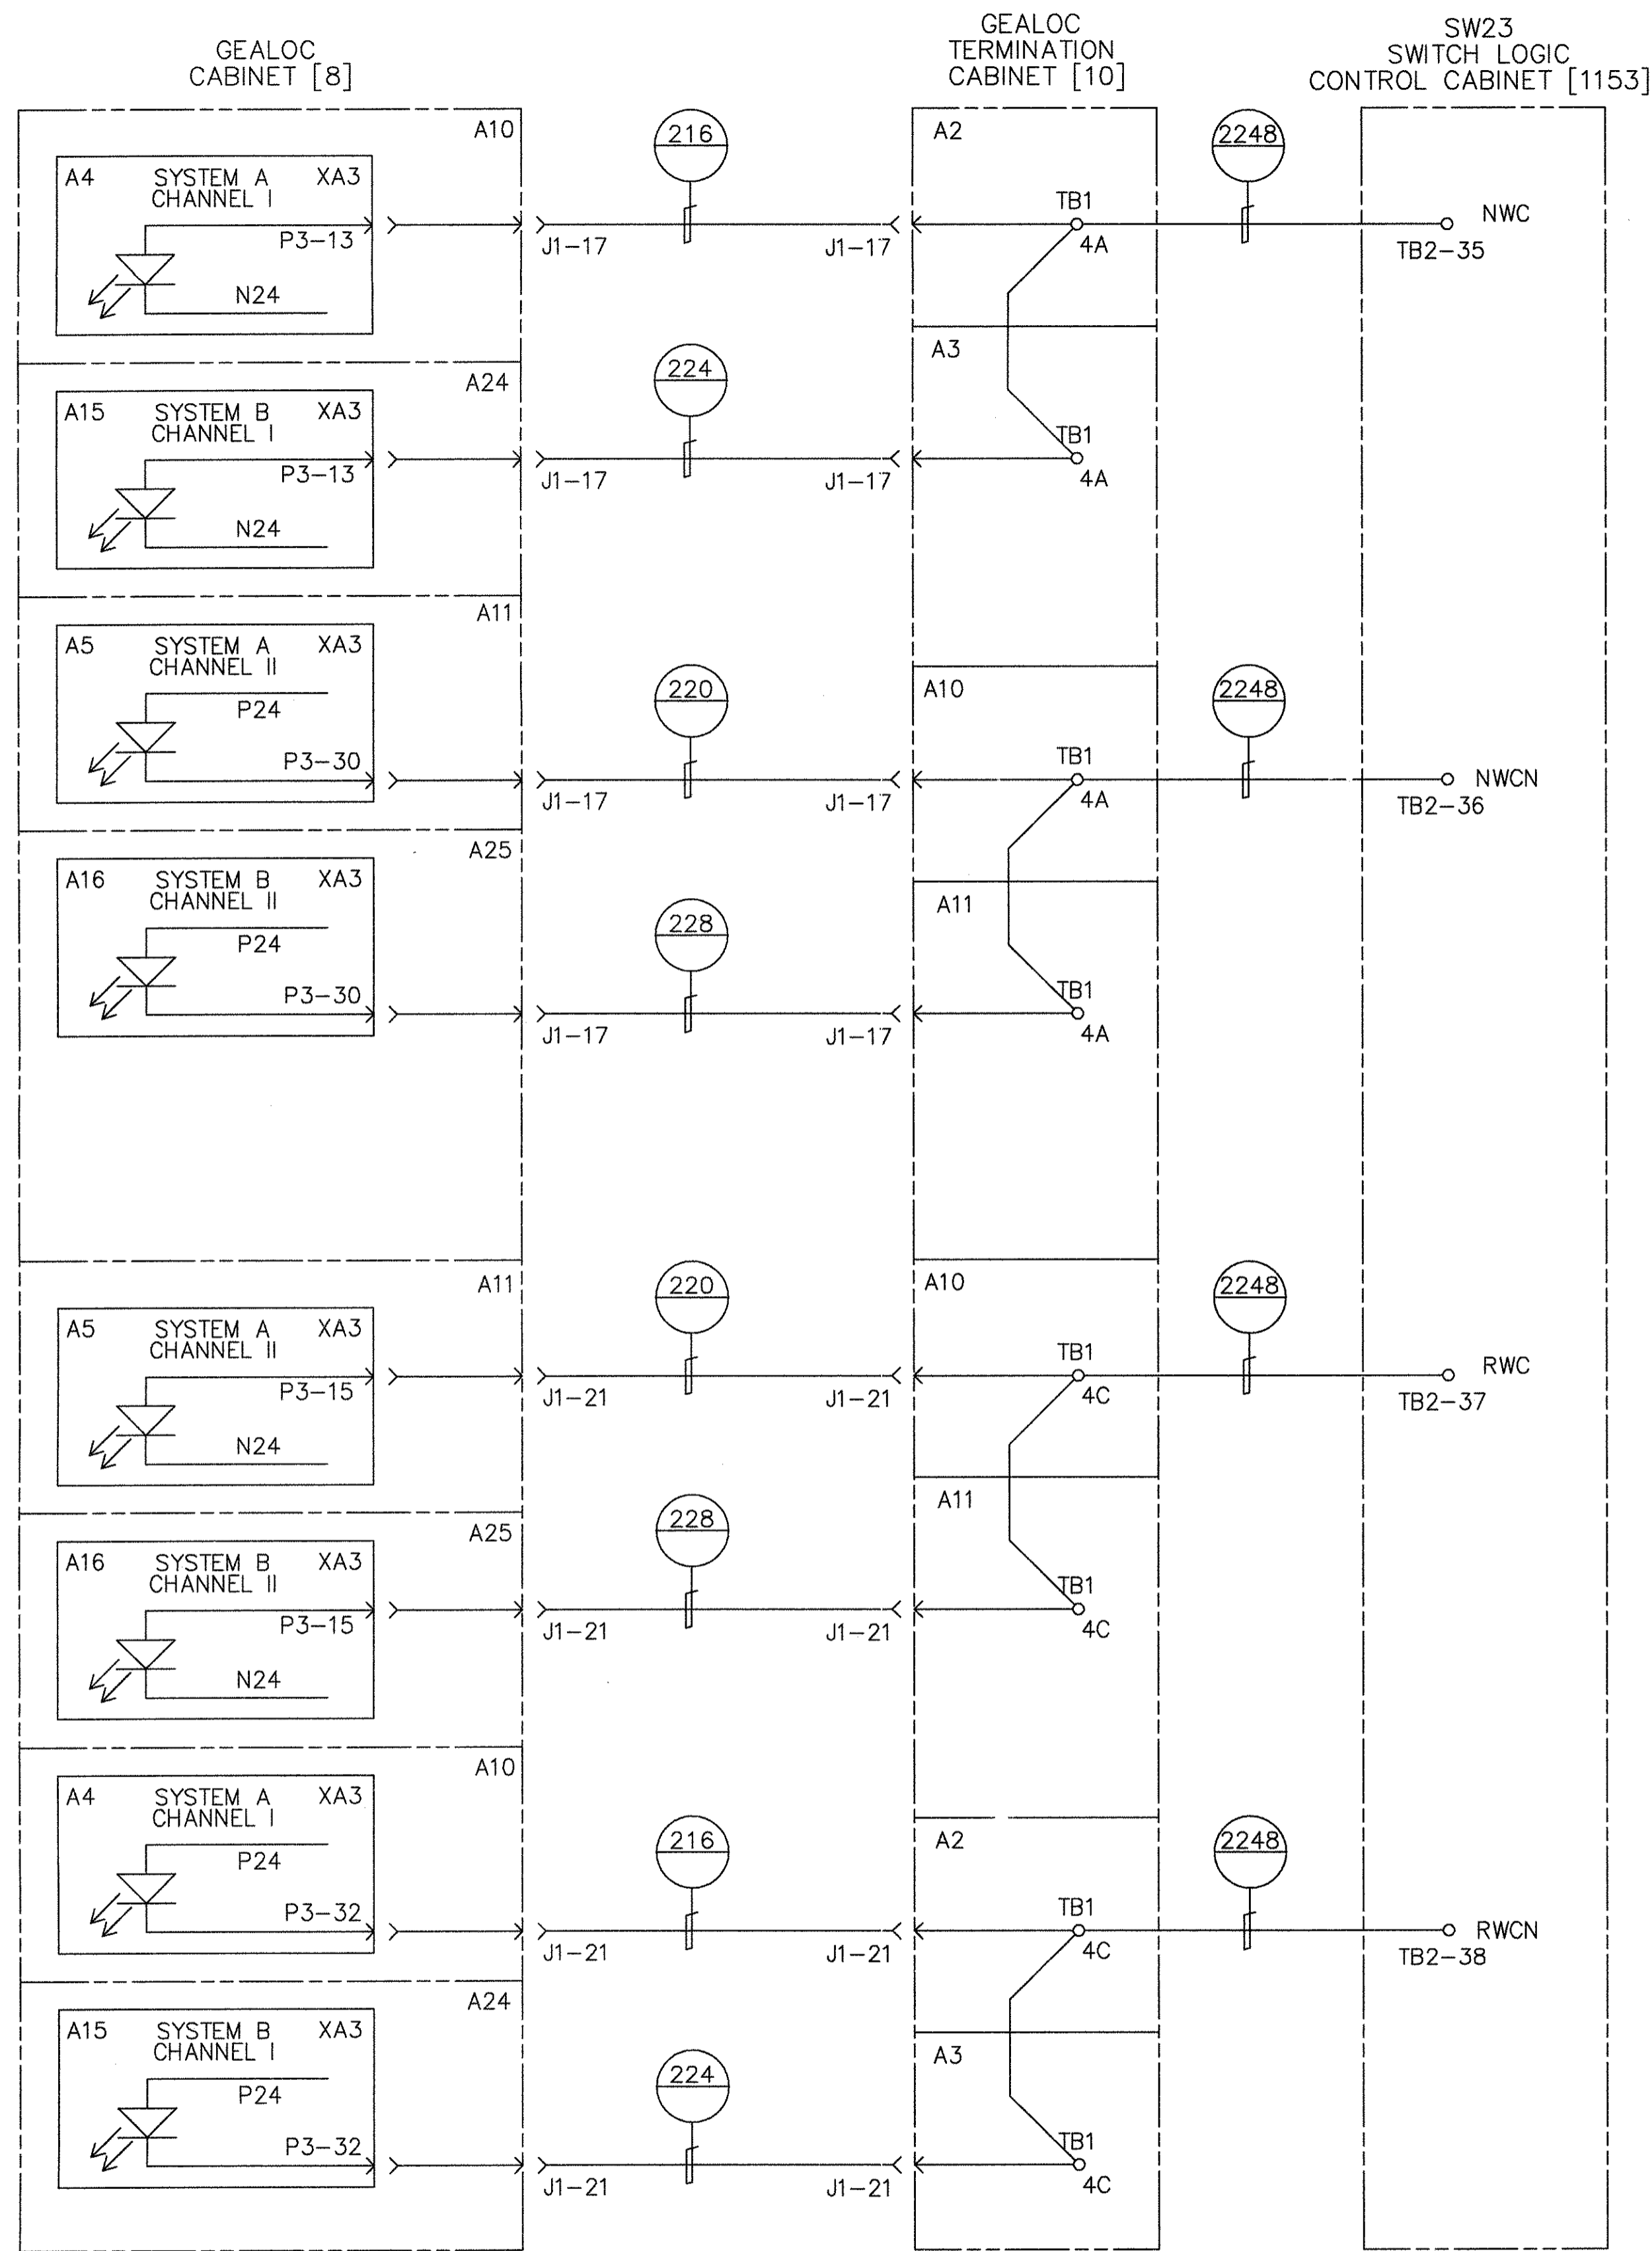 GEALOC
CABINET [8]
GEALOC
TERMINATION
CABINET [10]
SW23
SWITCH LOGIC
CONTROL CABINET [1153]
A10
216
A2
2248
A4 SYSTEM A XA3
CHANNEL I
P3-13
N24
J1-17
J1-17
TB1
4A
NWC
TB2-35
A3
A24
224
A15 SYSTEM B XA3
CHANNEL I
P3-13
N24
J1-17
J1-17
TB1
4A
A11
220
A10
2248
A5 SYSTEM A XA3
CHANNEL II
P24
P3-30
J1-17
J1-17
TB1
4A
NWCN
TB2-36
A25
228
A11
A16 SYSTEM B XA3
CHANNEL II
P24
P3-30
J1-17
J1-17
TB1
4A
A11
220
A10
2248
A5 SYSTEM A XA3
CHANNEL II
P3-15
N24
J1-21
J1-21
TB1
4C
RWC
TB2-37
A25
228
A11
A16 SYSTEM B XA3
CHANNEL II
P3-15
N24
J1-21
J1-21
TB1
4C
A10
216
A2
2248
A4 SYSTEM A XA3
CHANNEL I
P24
P3-32
J1-21
J1-21
TB1
4C
RWCN
TB2-38
A24
224
A3
A15 SYSTEM B XA3
CHANNEL I
P24
P3-32
J1-21
J1-21
TB1
4C